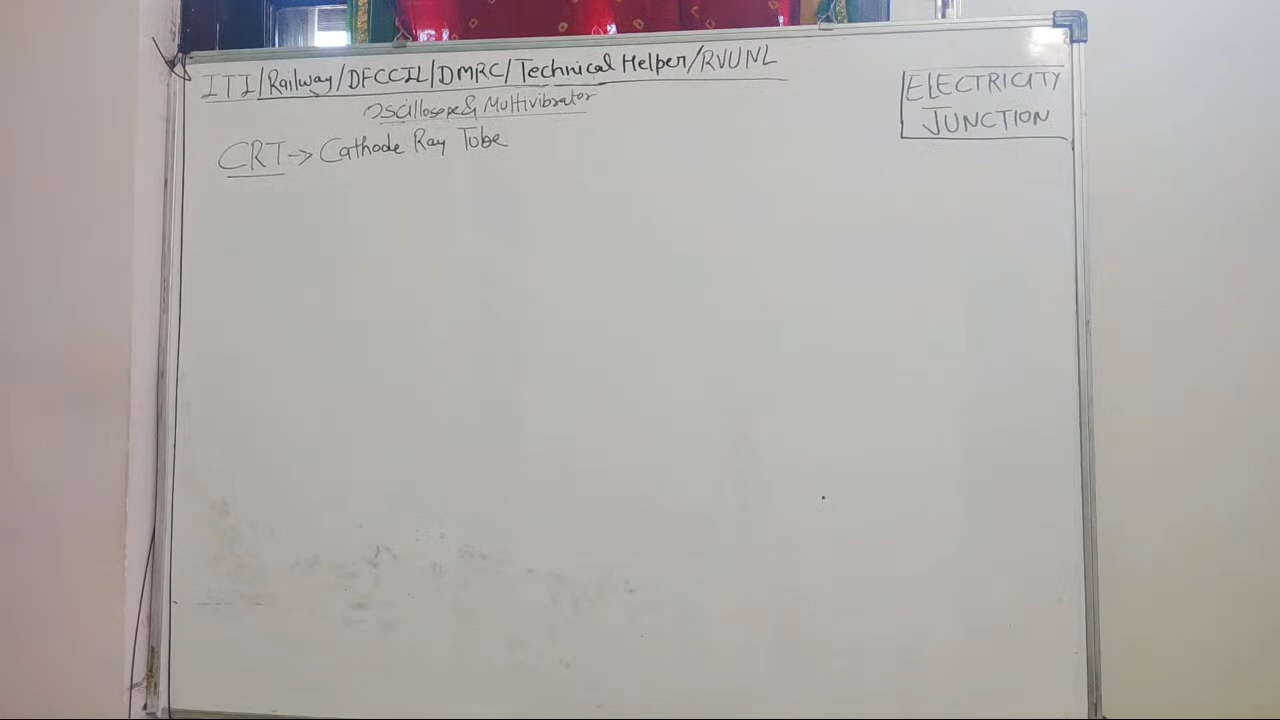 ITI/Railway/DFCCIL/DMRC/Technical Helper/RVUNL
Oscillosope & Multivibrator
CRT → Cathode Ray Tube
ELECTRICITY
JUNCTION